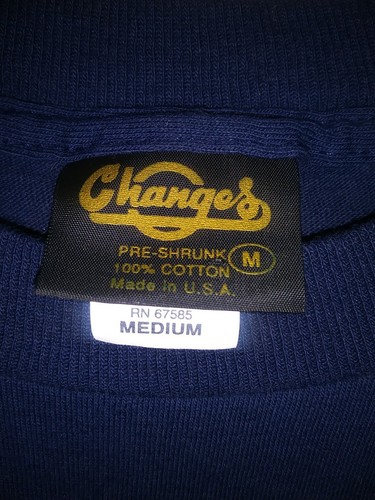 Changes
PRE-SHRUNK M
100% COTTON
Made in U.S.A.
RN 67585
MEDIUM